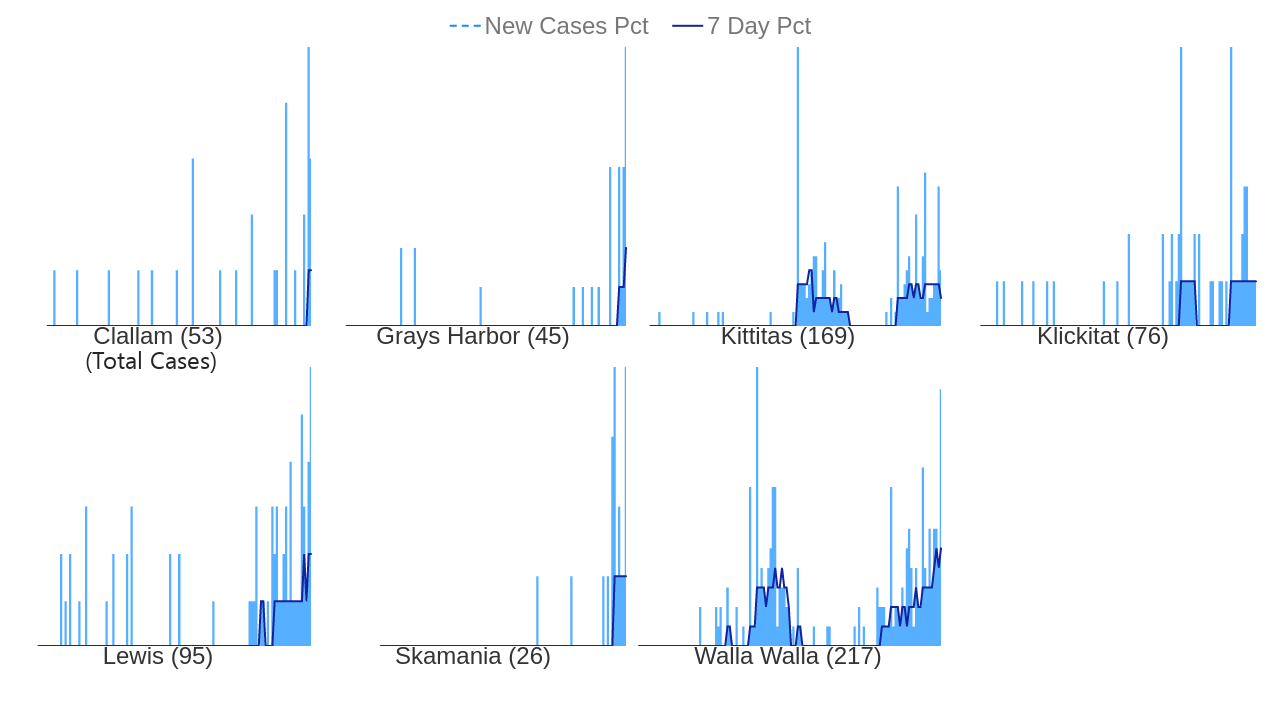 New Cases Pct 7 Day Pct
Clallam (53) Grays Harbor (45) Kittitas (169) Klickitat (76)
(Total Cases)
Lewis (95) Skamania (26) Walla Walla (217)